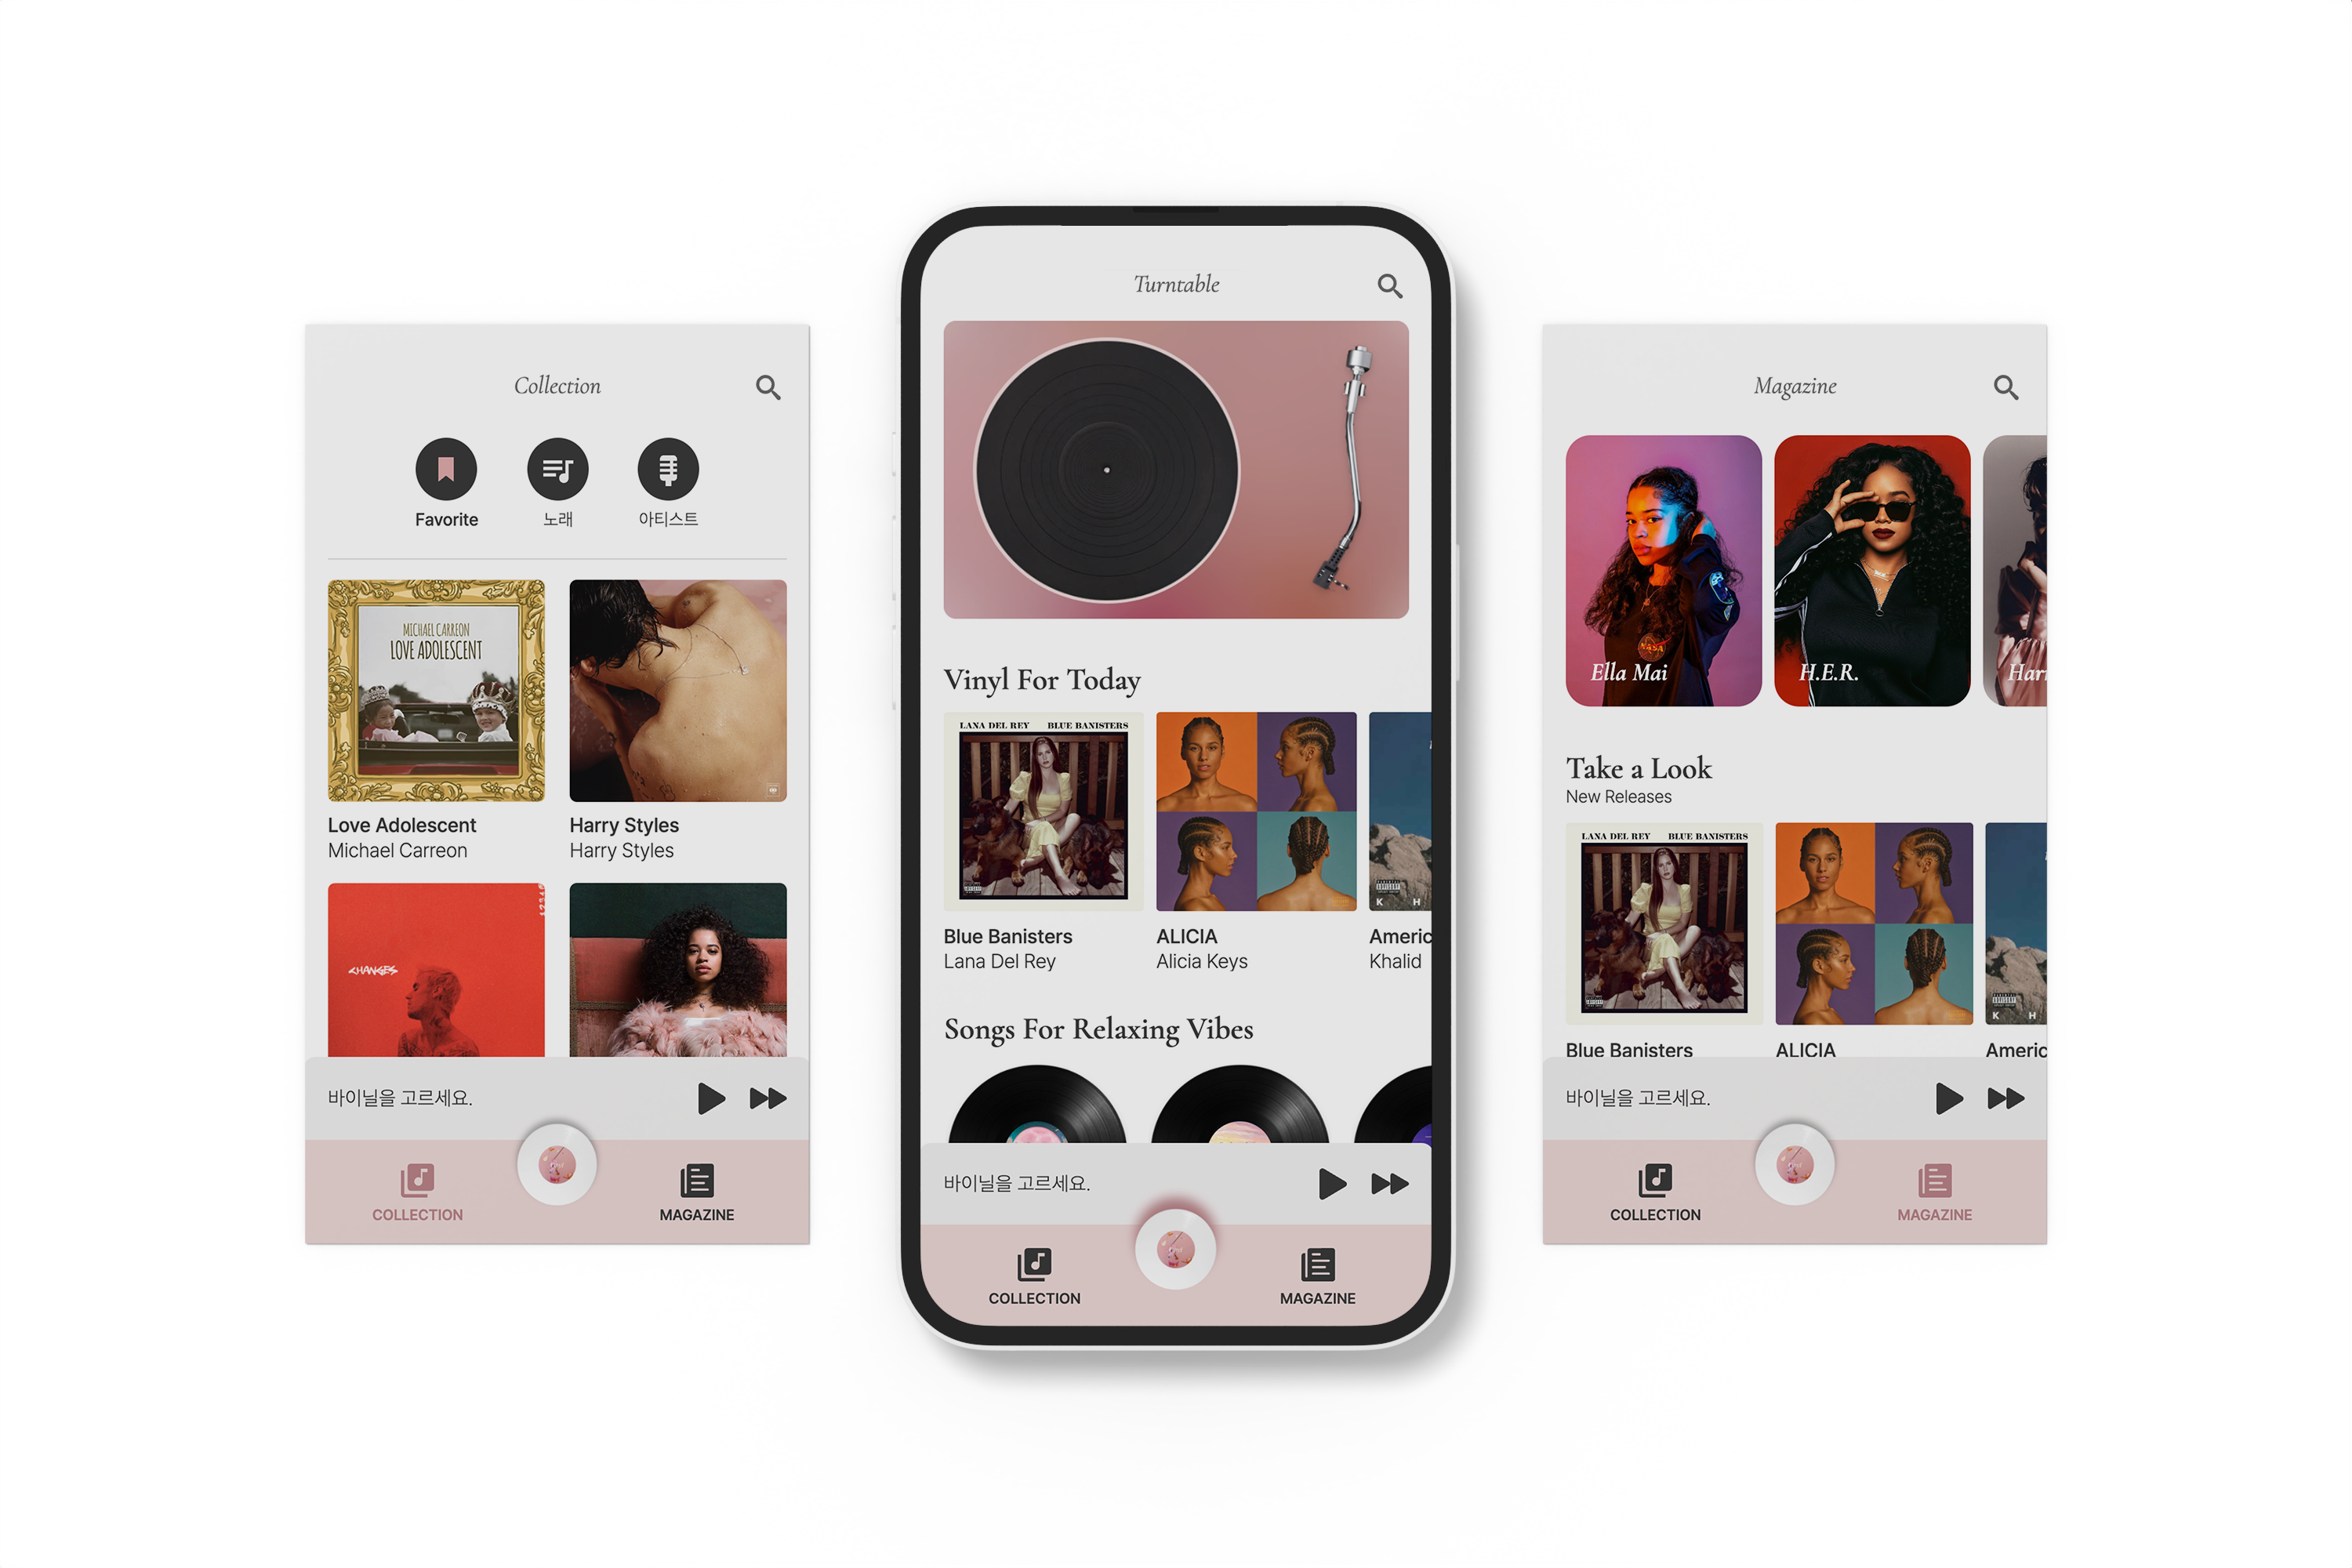 Collection
Favorite
노래
아티스트
MICHAEL CARREON
LOVE ADOLESCENT
Love Adolescent
Michael Carreon
Harry Styles
Harry Styles
CHANGES
바이닐을 고르세요.
COLLECTION
MAGAZINE
Turntable
Vinyl For Today
LANA DEL REY BLUE BANISTERS
Blue Banisters
Lana Del Rey
ALICIA
Alicia Keys
K H
Americ
Khalid
Songs For Relaxing Vibes
바이닐을 고르세요.
COLLECTION
MAGAZINE
Magazine
NASA
Ella Mai
H.E.R.
Harr
Take a Look
New Releases
LANA DEL REY BLUE BANISTERS
K H
Blue Banisters
ALICIA
Americ
바이닐을 고르세요.
COLLECTION
MAGAZINE